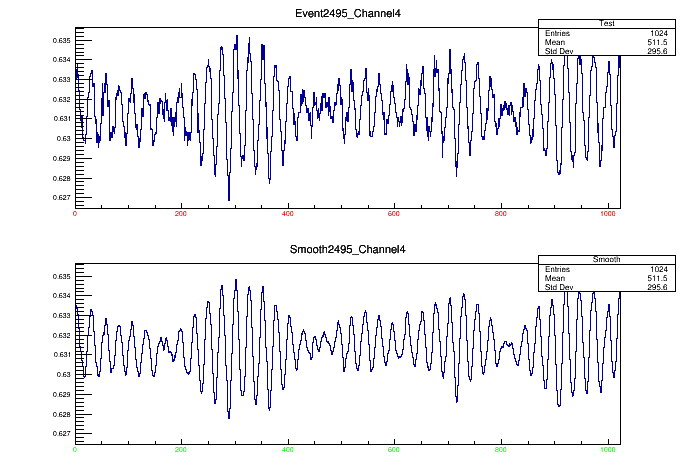 Event2495_Channel4
Test
Entries 1024
Mean 511.5
Std Dev 295.6
0.635
0.634
0.633
0.632
0.631
0.63
0.629
0.628
0.627
0 200 400 600 800 1000
Smooth2495_Channel4
Smooth
Entries 1024
Mean 511.5
Std Dev 295.6
0.635
0.634
0.633
0.632
0.631
0.63
0.629
0.628
0.627
0 200 400 600 800 1000